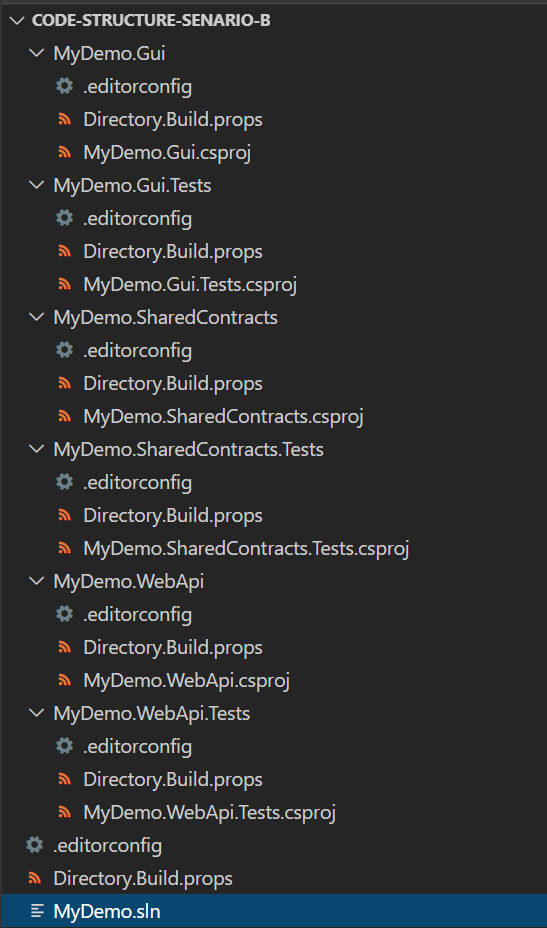 CODE-STRUCTURE-SENARIO-B
MyDemo.Gui
.editorconfig
Directory.Build.props
MyDemo.Gui.csproj
MyDemo.Gui.Tests
.editorconfig
Directory.Build.props
MyDemo.Gui.Tests.csproj
MyDemo.SharedContracts
.editorconfig
Directory.Build.props
MyDemo.SharedContracts.csproj
MyDemo.SharedContracts.Tests
.editorconfig
Directory.Build.props
MyDemo.SharedContracts.Tests.csproj
MyDemo.WebApi
.editorconfig
Directory.Build.props
MyDemo.WebApi.csproj
MyDemo.WebApi.Tests
.editorconfig
Directory.Build.props
MyDemo.WebApi.Tests.csproj
.editorconfig
Directory.Build.props
MyDemo.sln